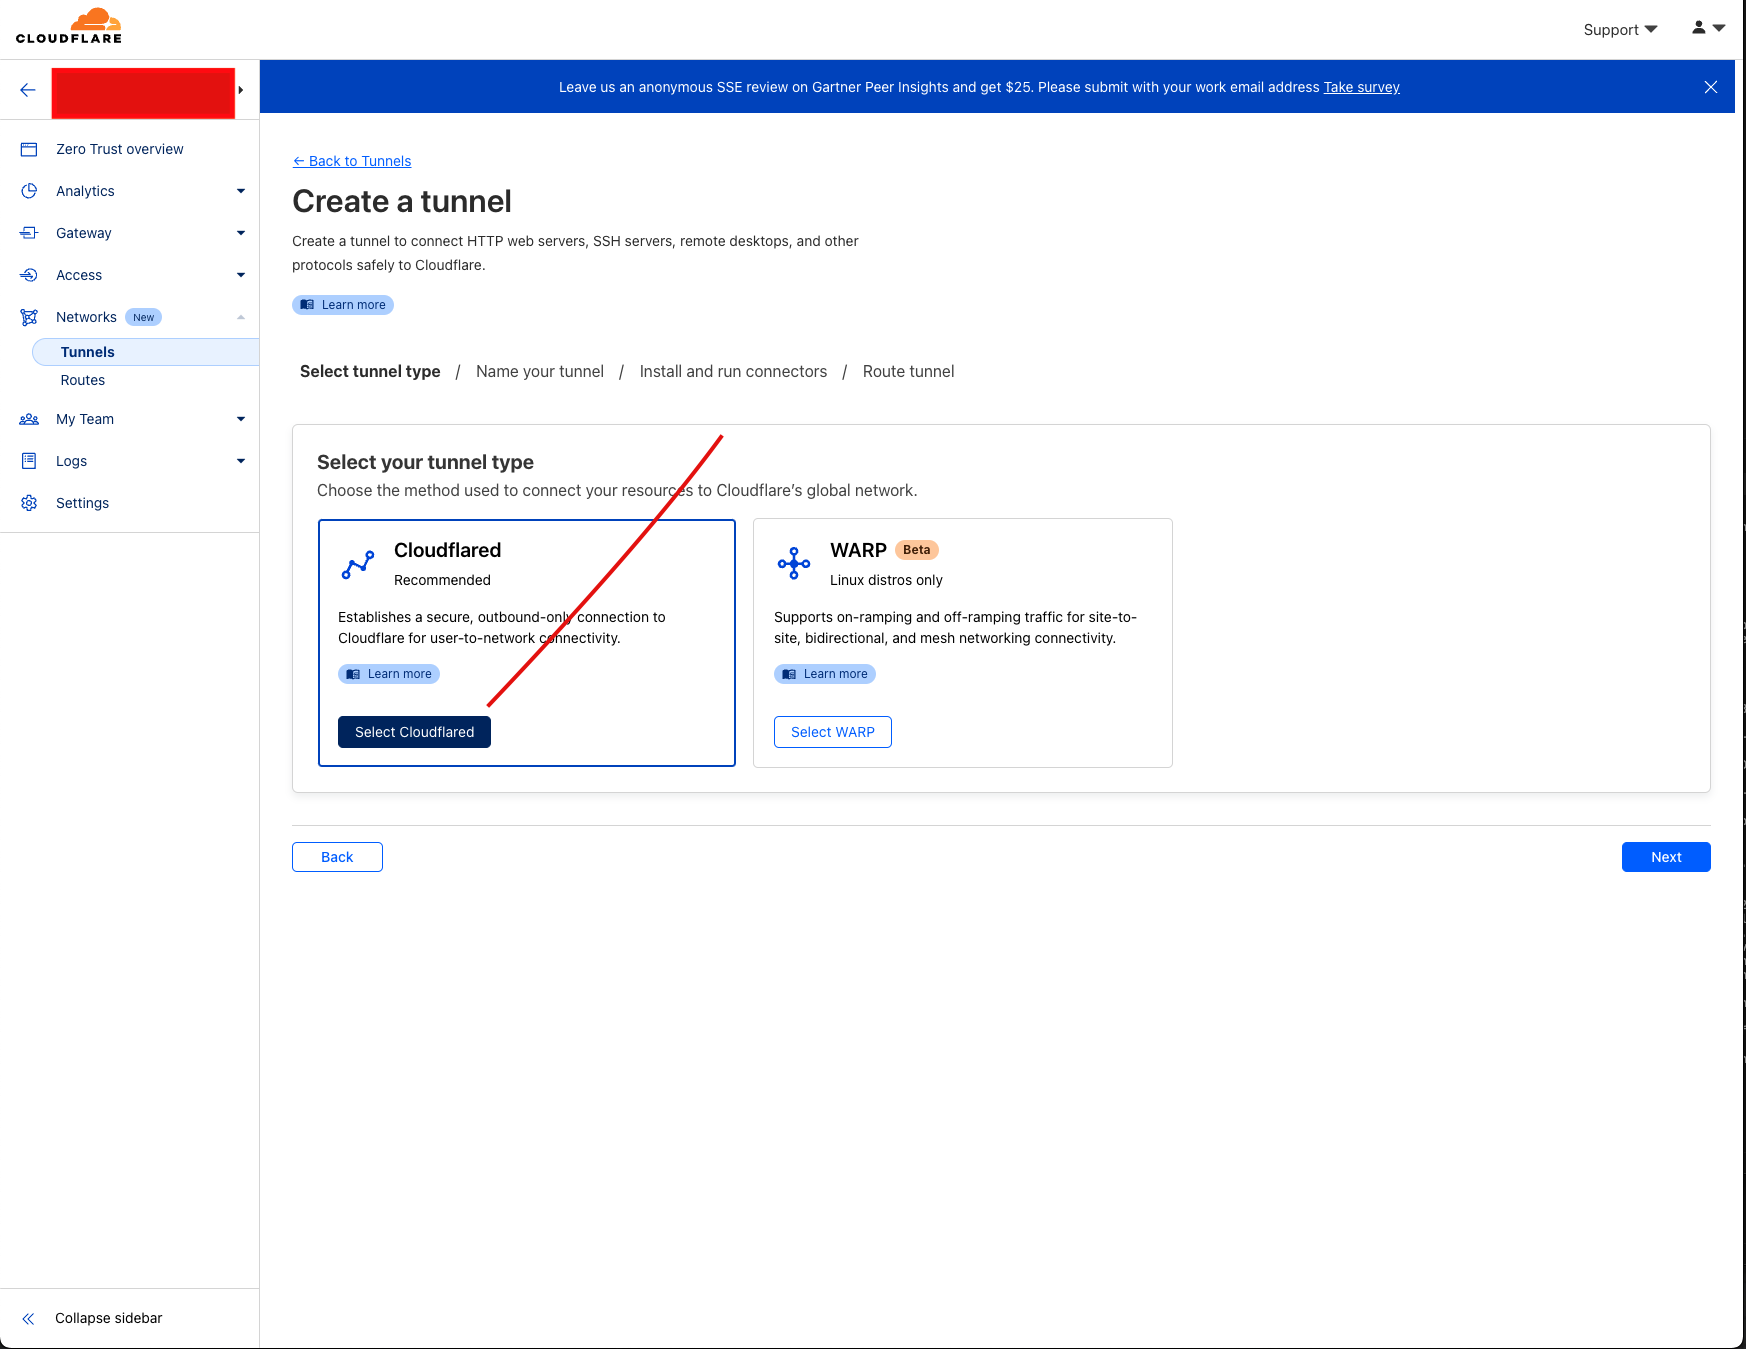 CLOUDFLARE
Support
Leave us an anonymous SSE review on Gartner Peer Insights and get $25. Please submit with your work email address Take survey
Zero Trust overview
Analytics
Gateway
Access
Networks New
Tunnels
Routes
My Team
Logs
Settings
Collapse sidebar
← Back to Tunnels
Create a tunnel
Create a tunnel to connect HTTP web servers, SSH servers, remote desktops, and other
protocols safely to Cloudflare.
Learn more
Select tunnel type / Name your tunnel / Install and run connectors / Route tunnel
Select your tunnel type
Choose the method used to connect your resources to Cloudflare’s global network.
Cloudflared
Recommended
Establishes a secure, outbound-only connection to
Cloudflare for user-to-network connectivity.
Learn more
Select Cloudflared
WARP Beta
Linux distros only
Supports on-ramping and off-ramping traffic for site-to-
site, bidirectional, and mesh networking connectivity.
Learn more
Select WARP
Back
Next